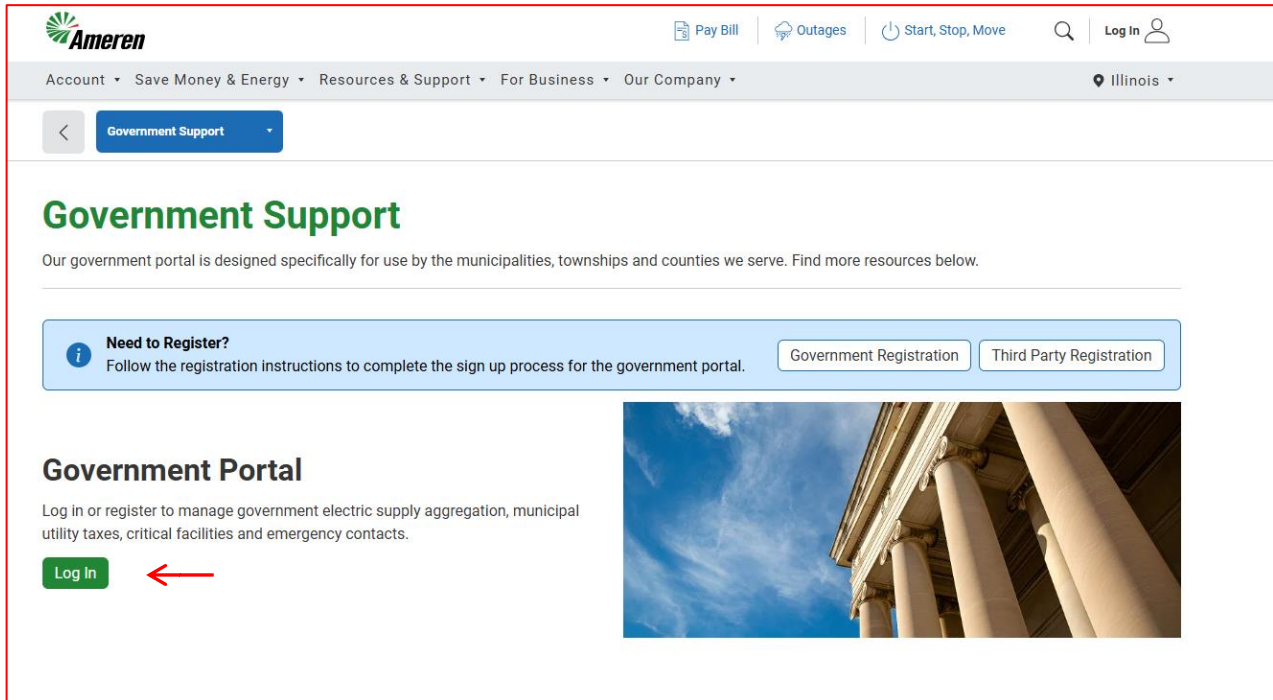 Ameren
Pay Bill
Outages
Start, Stop, Move
Log In
Account
Save Money & Energy
Resources & Support
For Business
Our Company
Illinois
Government Support
Government Support
Our government portal is designed specifically for use by the municipalities, townships and counties we serve. Find more resources below.
Need to Register?
Follow the registration instructions to complete the sign up process for the government portal.
Government Registration
Third Party Registration
Government Portal
Log in or register to manage government electric supply aggregation, municipal
utility taxes, critical facilities and emergency contacts.
Log In